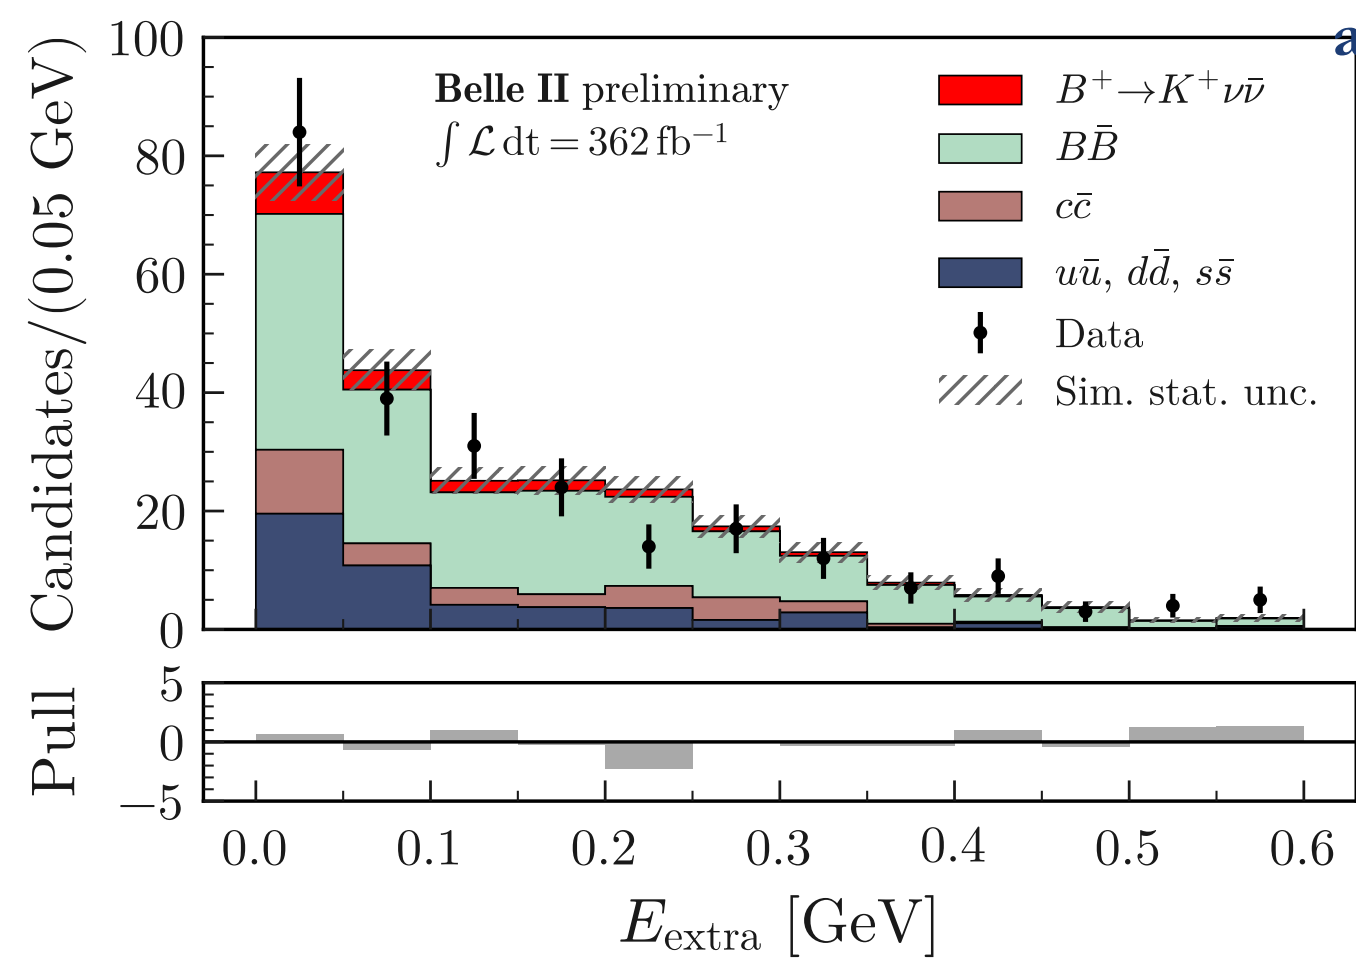 Candidates/(0.05 GeV)
100
80
60
40
20
0
Belle II preliminary
∫ ℒ dt = 362 fb⁻¹
B⁺→K⁺νν̄
BB̄
cc̄
uū, dd̄, ss̄
Data
Sim. stat. unc.
a
Pull
5
0
−5
0.0 0.1 0.2 0.3 0.4 0.5 0.6
E_extra [GeV]